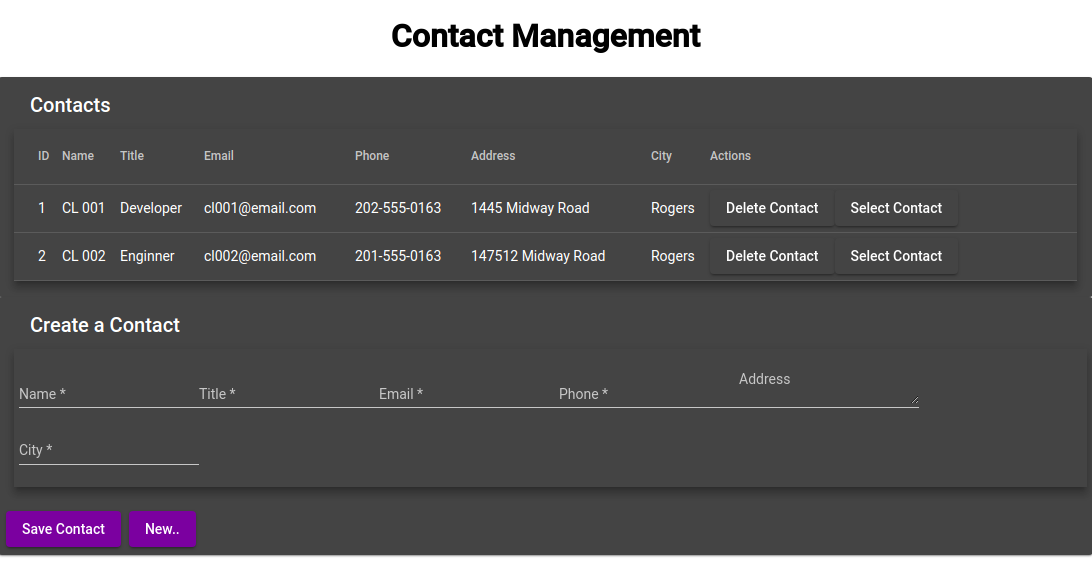 Contact Management
Contacts
ID Name Title Email Phone Address City Actions
1 CL 001 Developer cl001@email.com 202-555-0163 1445 Midway Road Rogers Delete Contact Select Contact
2 CL 002 Enginner cl002@email.com 201-555-0163 147512 Midway Road Rogers Delete Contact Select Contact
Create a Contact
Name * Title * Email * Phone * Address
City *
Save Contact New..